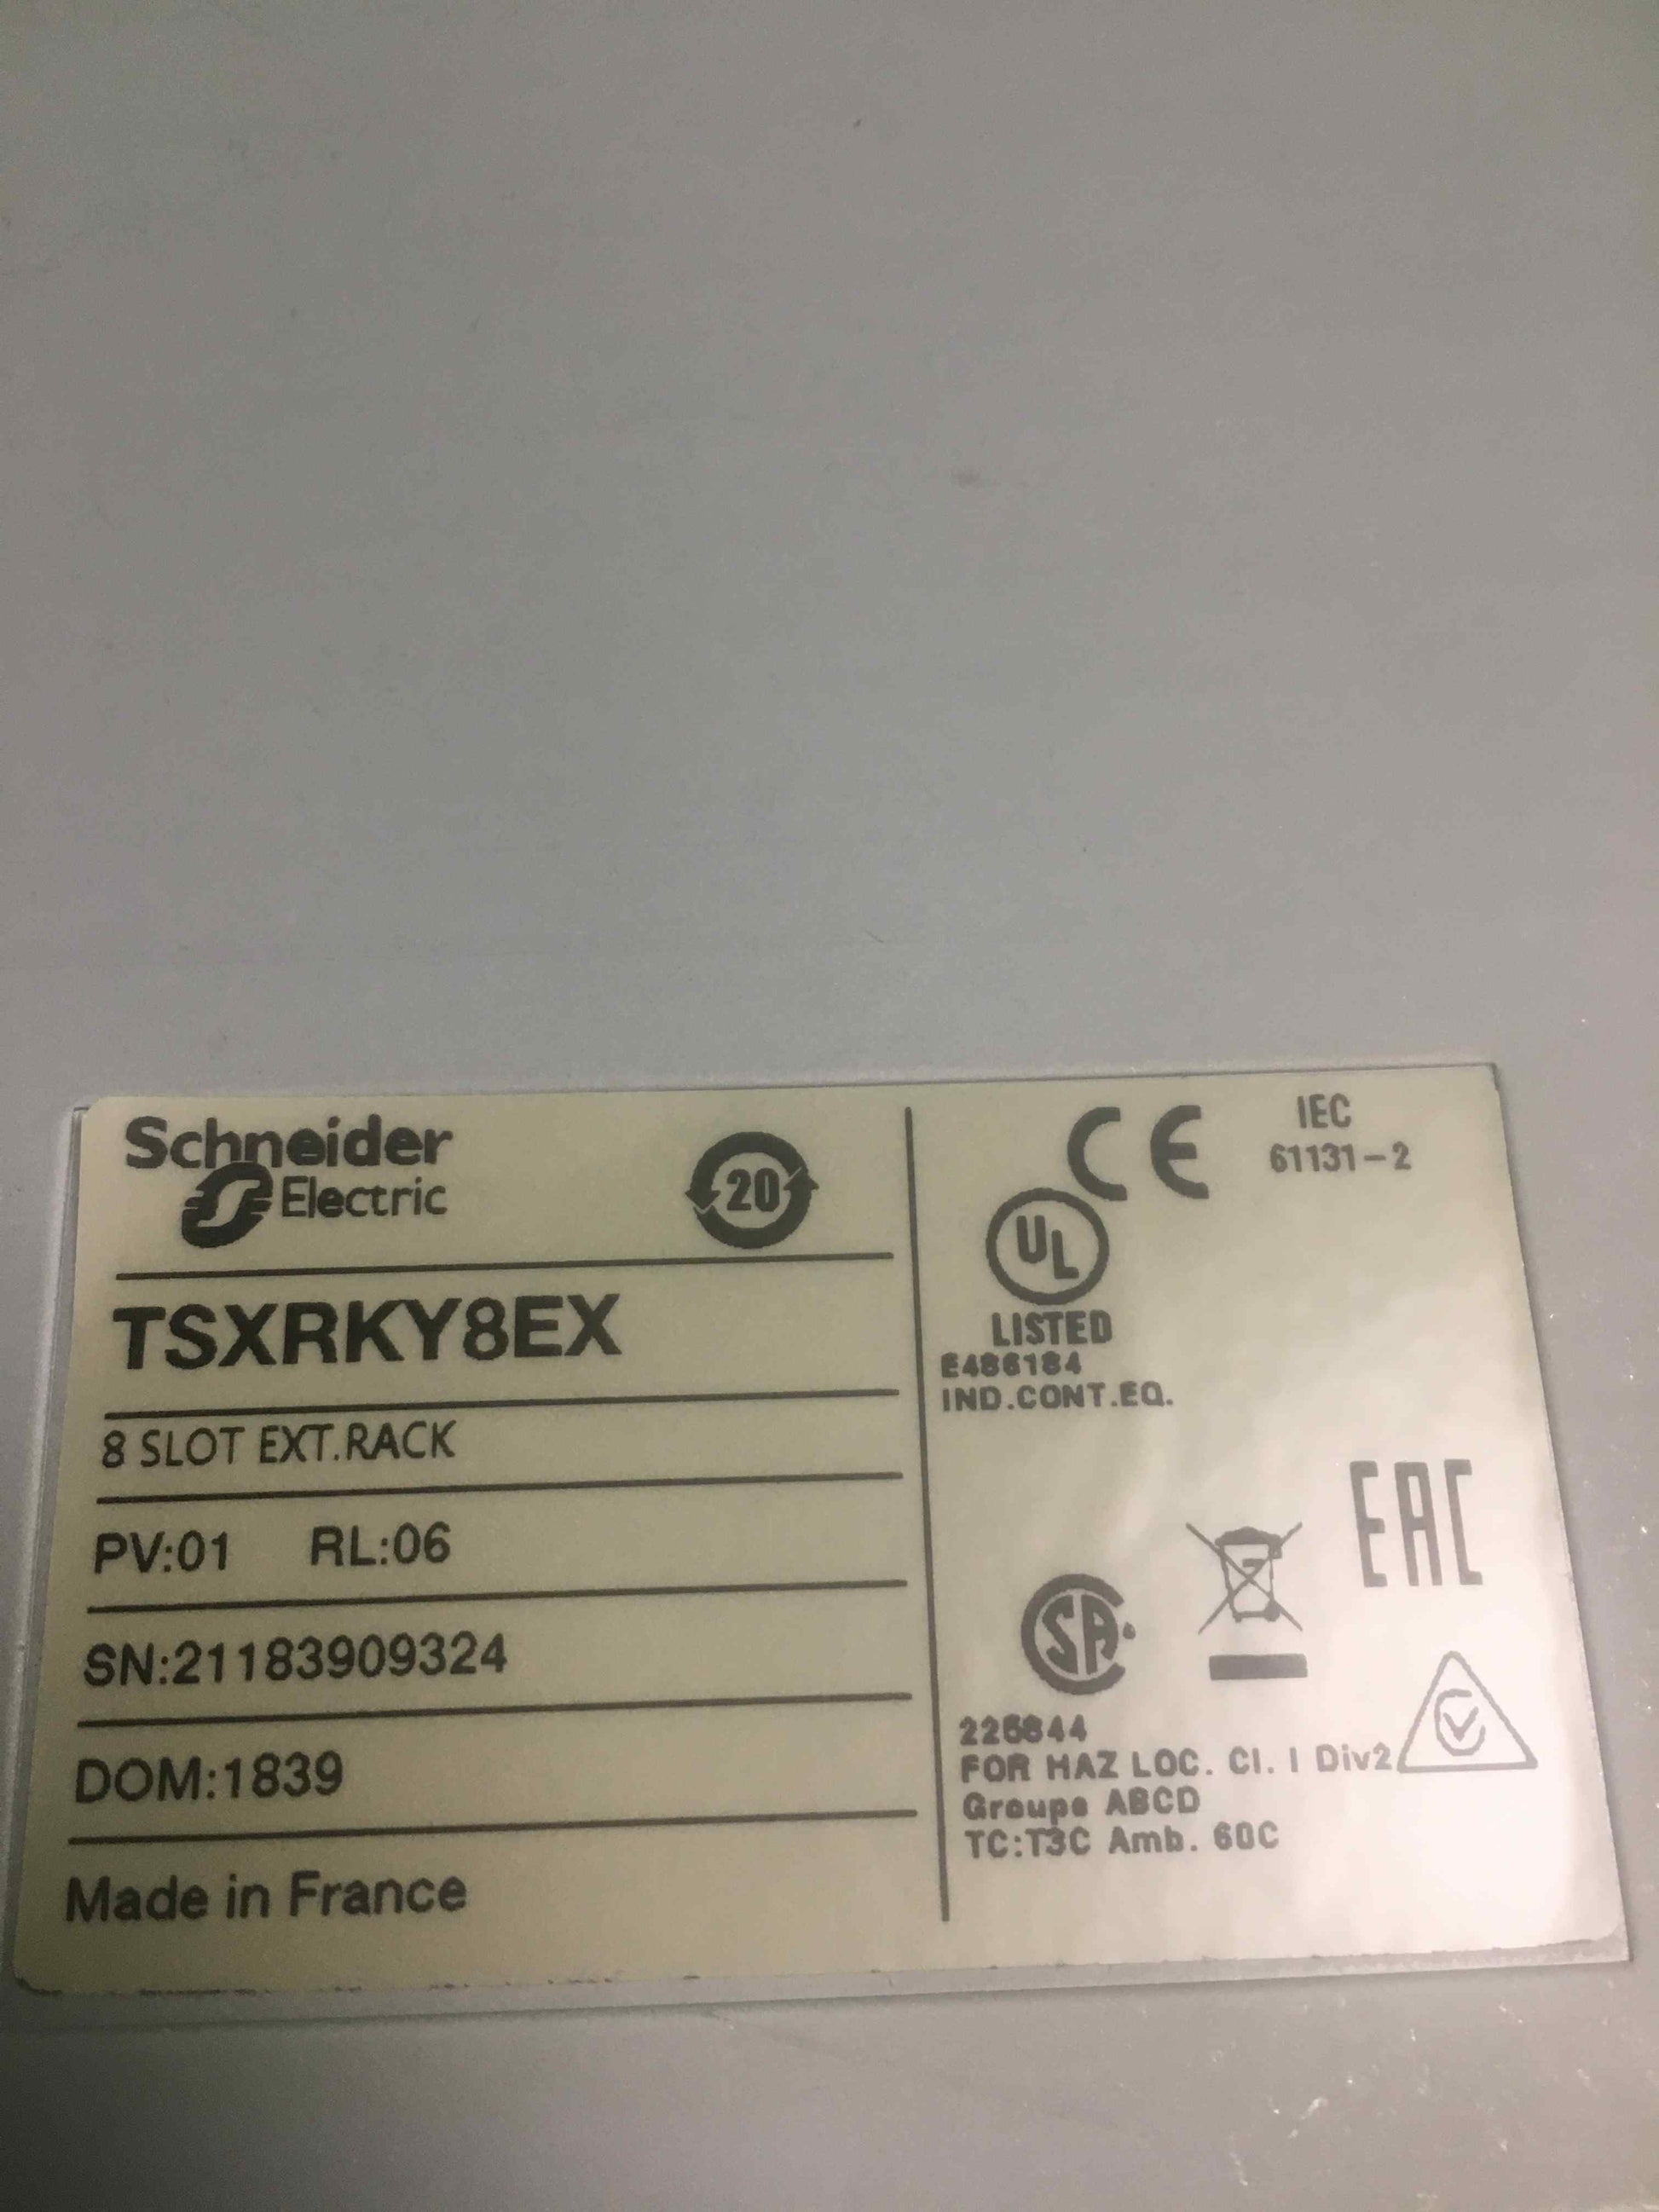 Schneider
Electric
20
TSXRKY8EX
8 SLOT EXT.RACK
PV:01 RL:06
SN:21183909324
DOM:1839
Made in France
CE
IEC
61131-2
UL
LISTED
E486184
IND.CONT.EQ.
EAC
SA
FOR HAZ LOC. Cl. I Div2
Groupe ABCD
TC:T3C Amb. 60C